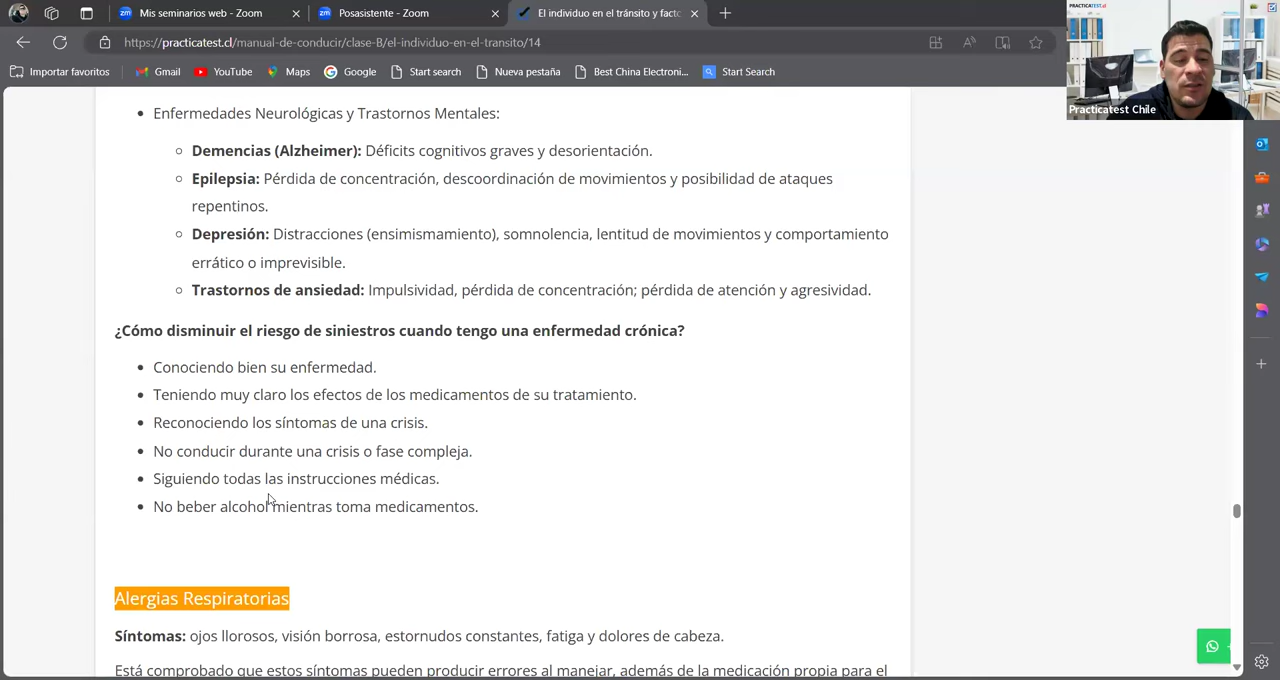 Mis seminarios web - Zoom
Posasistente - Zoom
El individuo en el tránsito y facto
https://practicatest.cl/manual-de-conducir/clase-B/el-individuo-en-el-transito/14
Importar favoritos
Gmail
YouTube
Maps
Google
Start search
Nueva pestaña
Best China Electroni...
Start Search
PRACTICATEST.cl
Practicatest Chile
• Enfermedades Neurológicas y Trastornos Mentales:
Demencias (Alzheimer): Déficits cognitivos graves y desorientación.
Epilepsia: Pérdida de concentración, descoordinación de movimientos y posibilidad de ataques
repentinos.
Depresión: Distracciones (ensimismamiento), somnolencia, lentitud de movimientos y comportamiento
errático o imprevisible.
Trastornos de ansiedad: Impulsividad, pérdida de concentración; pérdida de atención y agresividad.
¿Cómo disminuir el riesgo de siniestros cuando tengo una enfermedad crónica?
• Conociendo bien su enfermedad.
• Teniendo muy claro los efectos de los medicamentos de su tratamiento.
• Reconociendo los síntomas de una crisis.
• No conducir durante una crisis o fase compleja.
• Siguiendo todas las instrucciones médicas.
• No beber alcohol mientras toma medicamentos.
Alergias Respiratorias
Síntomas: ojos llorosos, visión borrosa, estornudos constantes, fatiga y dolores de cabeza.
Está comprobado que estos síntomas pueden producir errores al manejar, además de la medicación propia para el